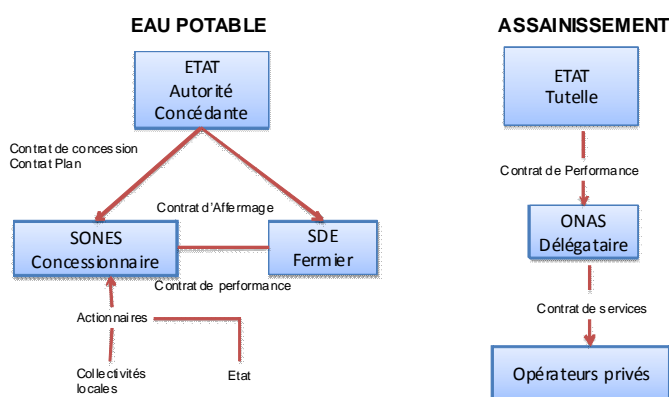 EAU POTABLE
ETAT
Autorité
Concédante
Contrat de concession
Contrat Plan
Contrat d'Affermage
SONES
Concessionnaire
SDE
Fermier
Contrat de performance
Actionnaires
Collectivités
locales
Etat
ASSAINISSEMENT
ETAT
Tutelle
Contrat de Performance
ONAS
Délégataire
Contrat de services
Opérateurs privés